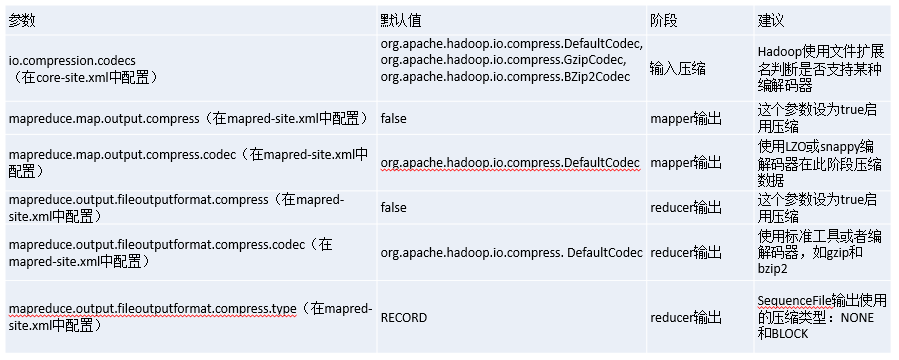 参数 默认值 阶段 建议
io.compression.codecs
（在core-site.xml中配置）
org.apache.hadoop.io.compress.DefaultCodec,
org.apache.hadoop.io.compress.GzipCodec,
org.apache.hadoop.io.compress.BZip2Codec
输入压缩
Hadoop使用文件扩展
名判断是否支持某种
编解码器
mapreduce.map.output.compress（在mapred-site.xml中配置）
false
mapper输出
这个参数设为true启
用压缩
mapreduce.map.output.compress.codec（在mapred-site.xml中
配置）
org.apache.hadoop.io.compress.DefaultCodec
mapper输出
使用LZO或snappy编
解码器在此阶段压缩
数据
mapreduce.output.fileoutputformat.compress（在mapred-
site.xml中配置）
false
reducer输出
这个参数设为true启
用压缩
mapreduce.output.fileoutputformat.compress.codec（在
mapred-site.xml中配置）
org.apache.hadoop.io.compress. DefaultCodec
reducer输出
使用标准工具或者编
解码器，如gzip和
bzip2
mapreduce.output.fileoutputformat.compress.type（在mapred-
site.xml中配置）
RECORD
reducer输出
SequenceFile输出使用
的压缩类型：NONE
和BLOCK